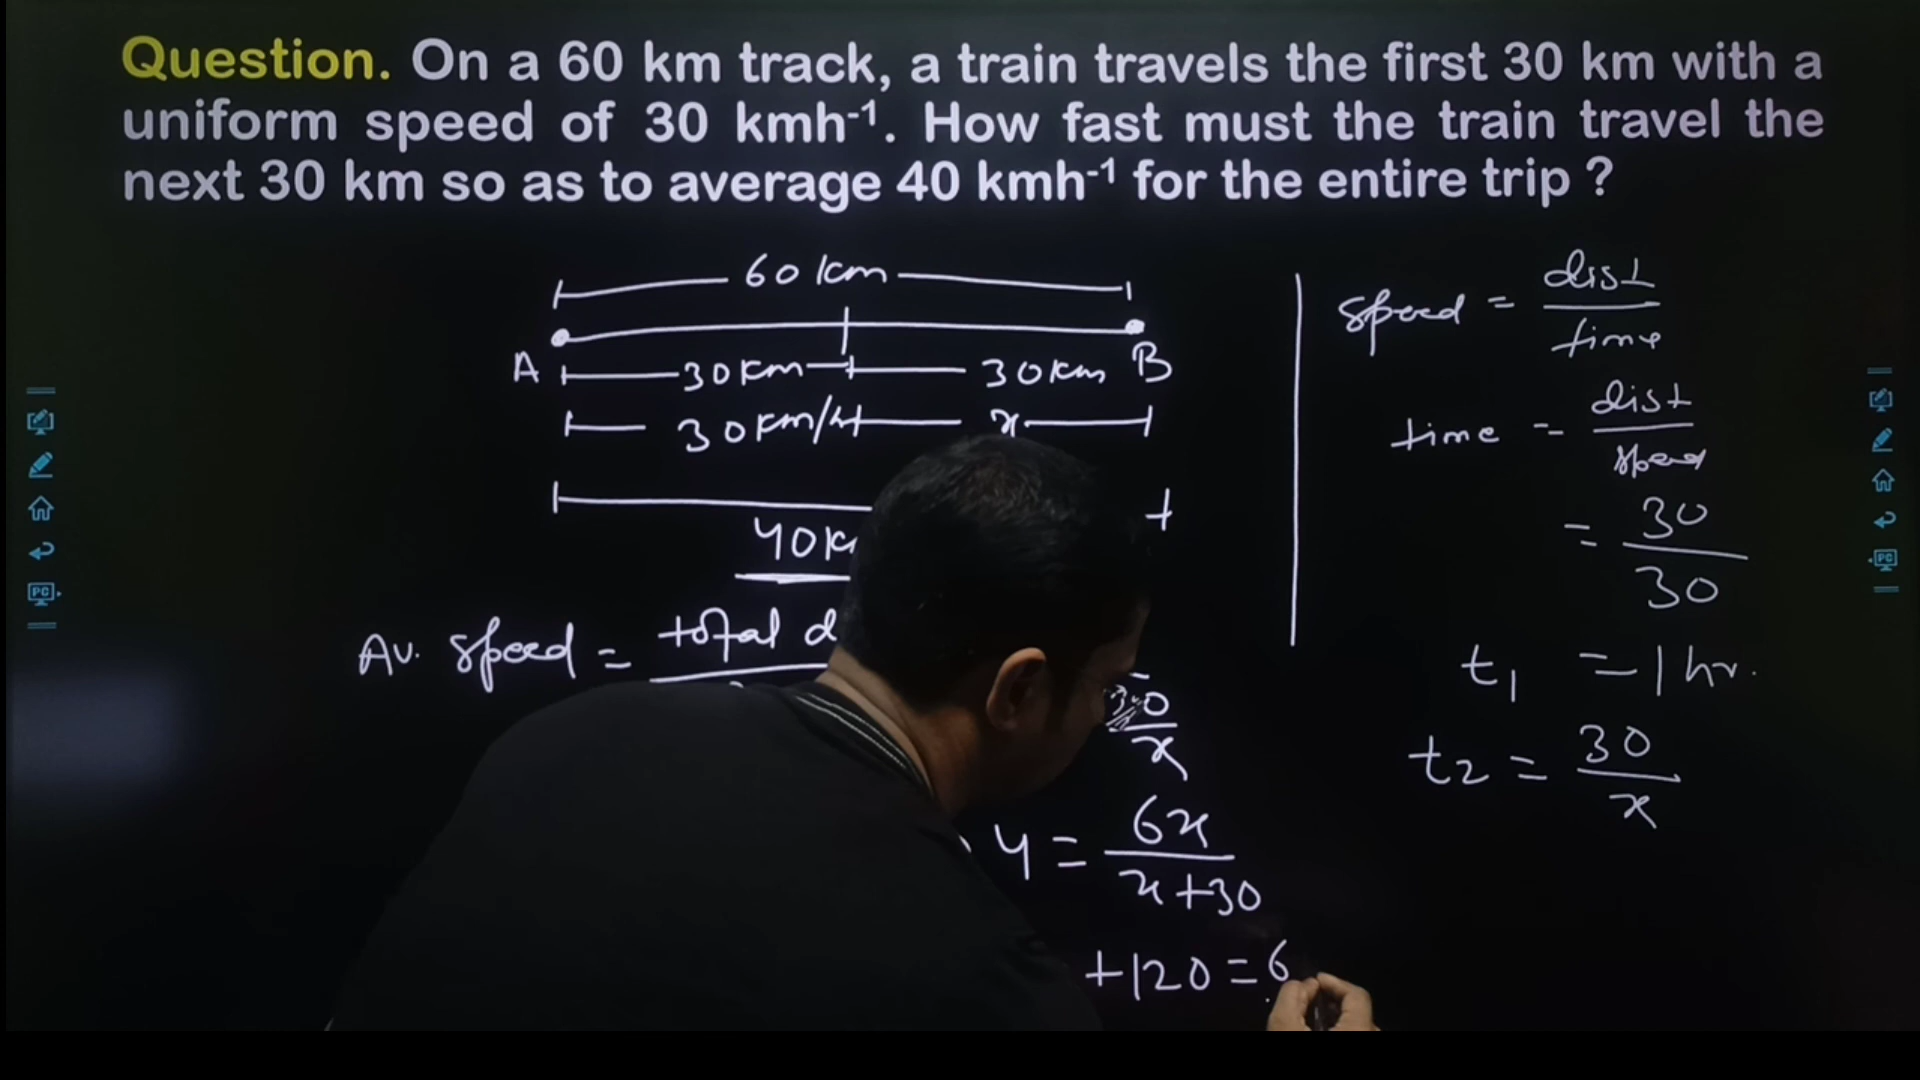 Question. On a 60 km track, a train travels the first 30 km with a
uniform speed of 30 kmh-1. How fast must the train travel the
next 30 km so as to average 40 kmh-1 for the entire trip ?
60 km
A 30 km 30 km B
30 km/h x
40 k
Av. speed = total d
30
x
4 = 6x
x+30
+120 = 6
speed = dist
time
time = dist
speed
= 30
30
t1 = 1 hr.
t2 = 30
x
PC
PC